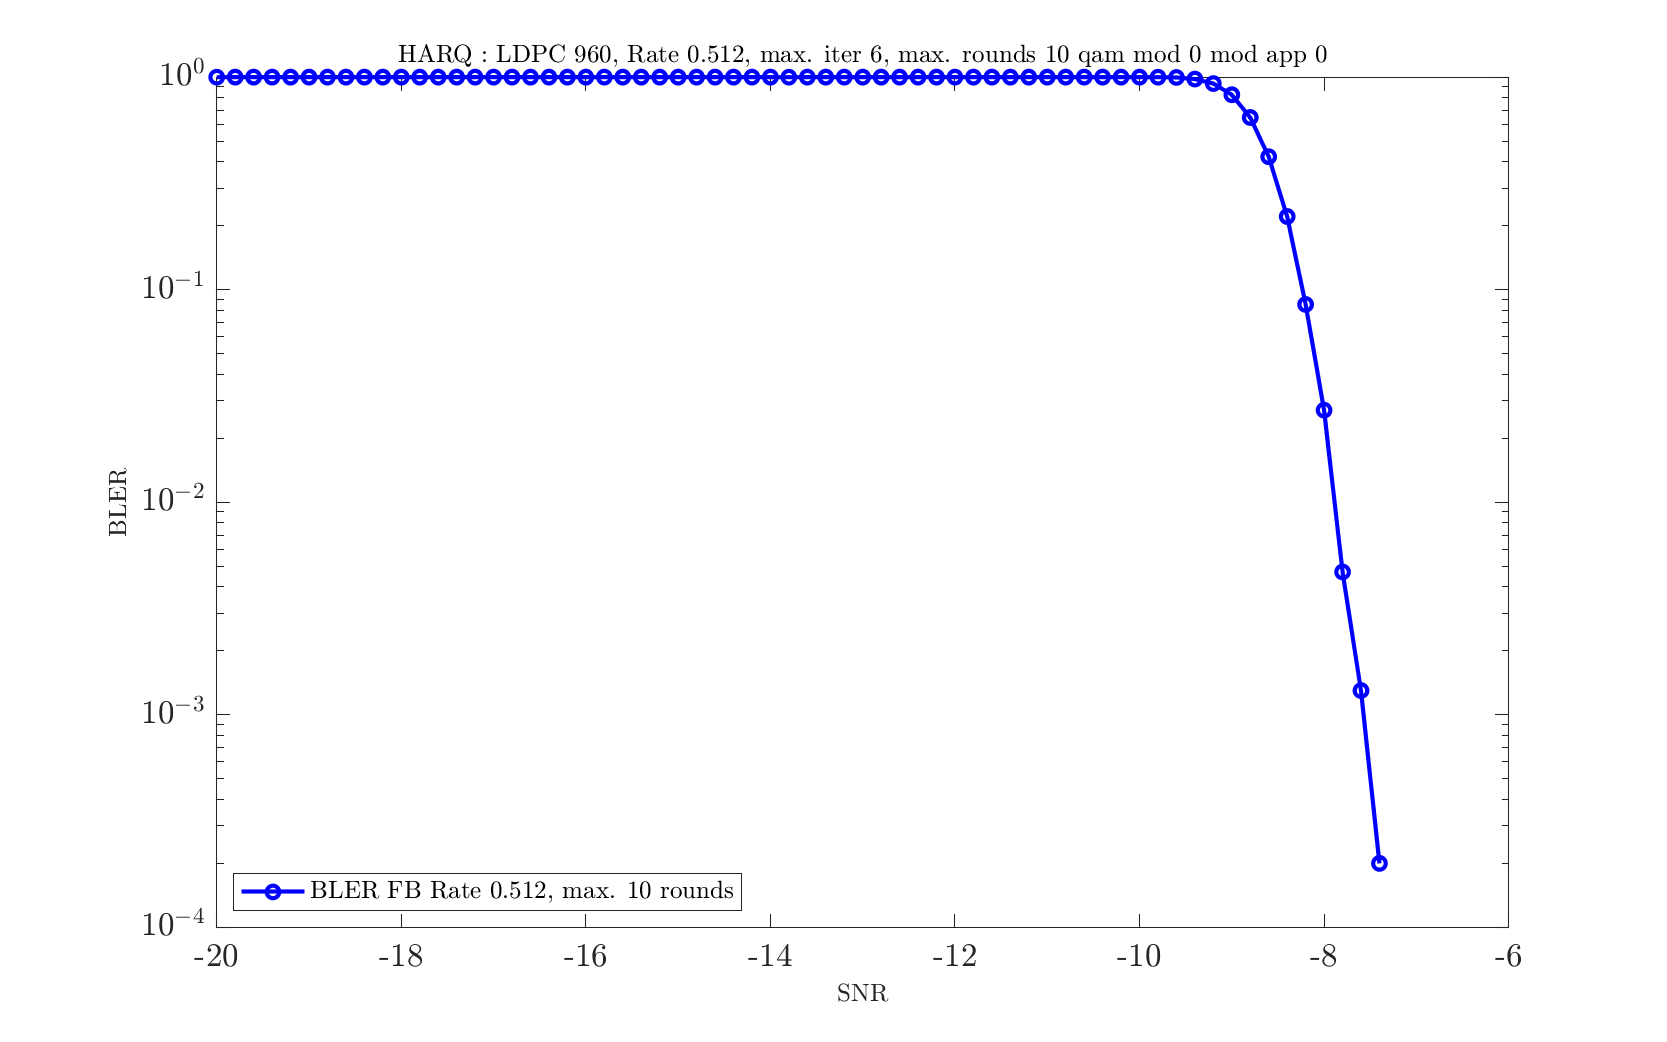 HARQ : LDPC 960, Rate 0.512, max. iter 6, max. rounds 10 qam mod 0 mod app 0
10⁰
10⁻¹
10⁻²
10⁻³
10⁻⁴
BLER
BLER FB Rate 0.512, max. 10 rounds
-20 -18 -16 -14 -12 -10 -8 -6
SNR